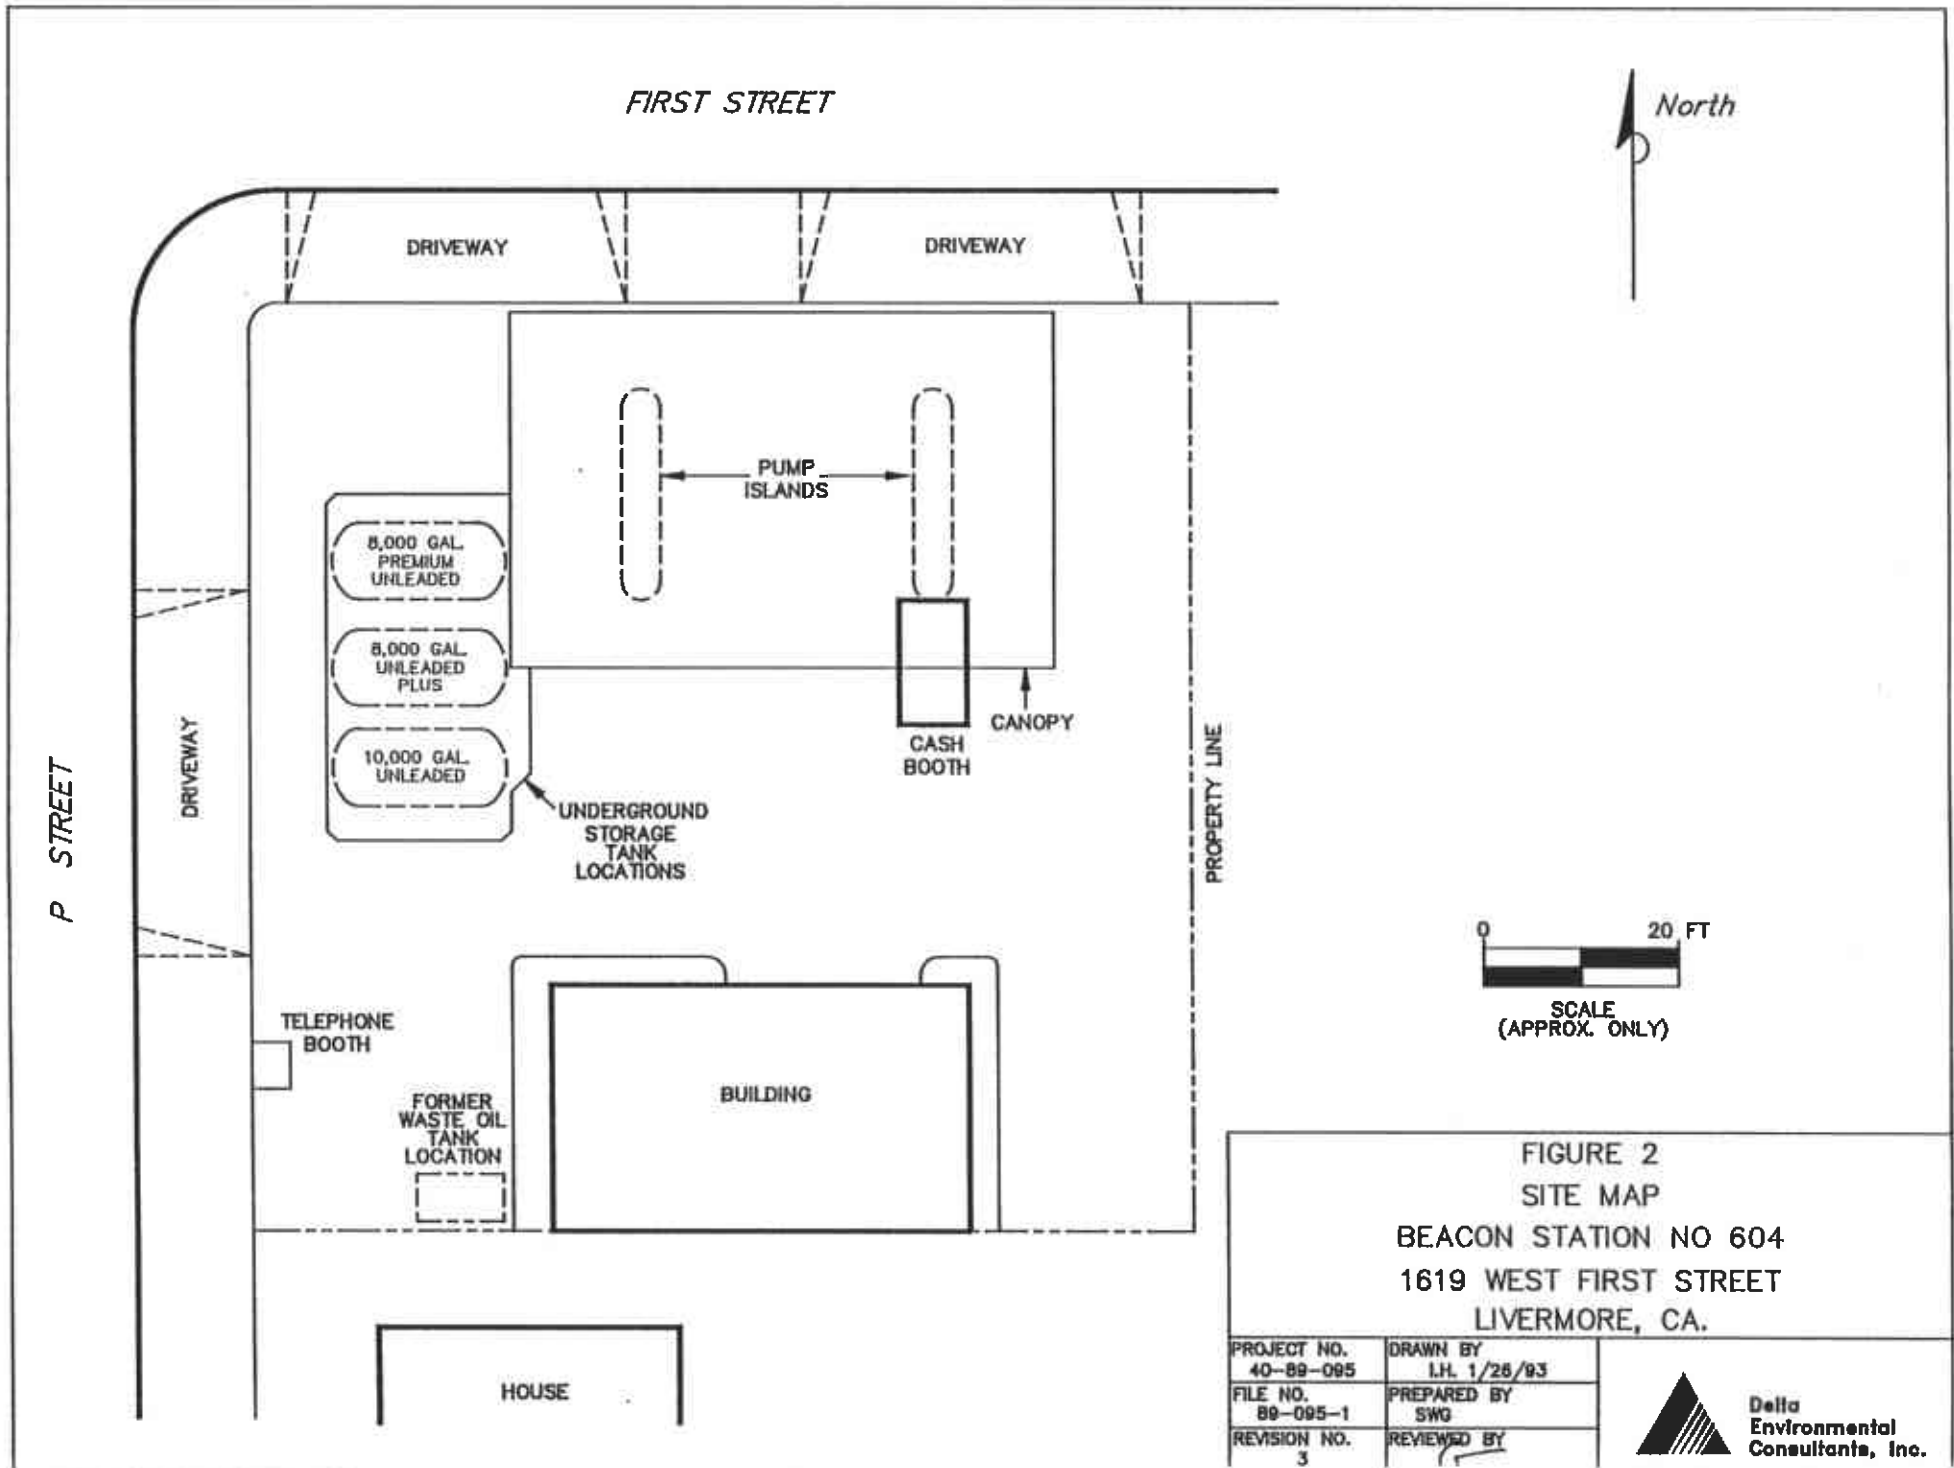 FIRST STREET
North
DRIVEWAY
DRIVEWAY
PUMP
ISLANDS
8,000 GAL.
PREMIUM
UNLEADED
8,000 GAL.
UNLEADED
PLUS
10,000 GAL.
UNLEADED
CANOPY
CASH
BOOTH
UNDERGROUND
STORAGE
TANK
LOCATIONS
DRIVEWAY
P STREET
PROPERTY LINE
0 20 FT
SCALE
(APPROX. ONLY)
TELEPHONE
BOOTH
FORMER
WASTE OIL
TANK
LOCATION
BUILDING
HOUSE
FIGURE 2
SITE MAP
BEACON STATION NO 604
1619 WEST FIRST STREET
LIVERMORE, CA.
PROJECT NO.
40-89-095
DRAWN BY
I.H. 1/26/93
FILE NO.
89-095-1
PREPARED BY
SWG
REVISION NO.
3
REVIEWED BY
Delta
Environmental
Consultants, Inc.